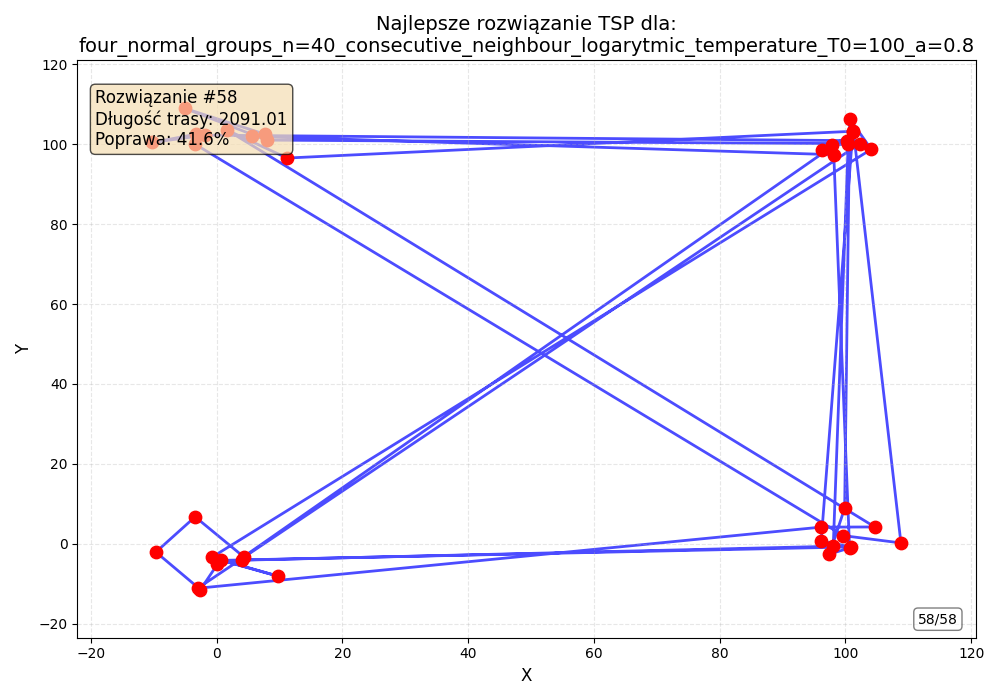 Najlepsze rozwiązanie TSP dla:
four_normal_groups_n=40_consecutive_neighbour_logarytmic_temperature_T0=100_a=0.8
Rozwiązanie #58
Długość trasy: 2091.01
Poprawa: 41.6%
120
100
80
60
40
20
0
−20
Y
58/58
−20
0
20
40
60
80
100
120
X